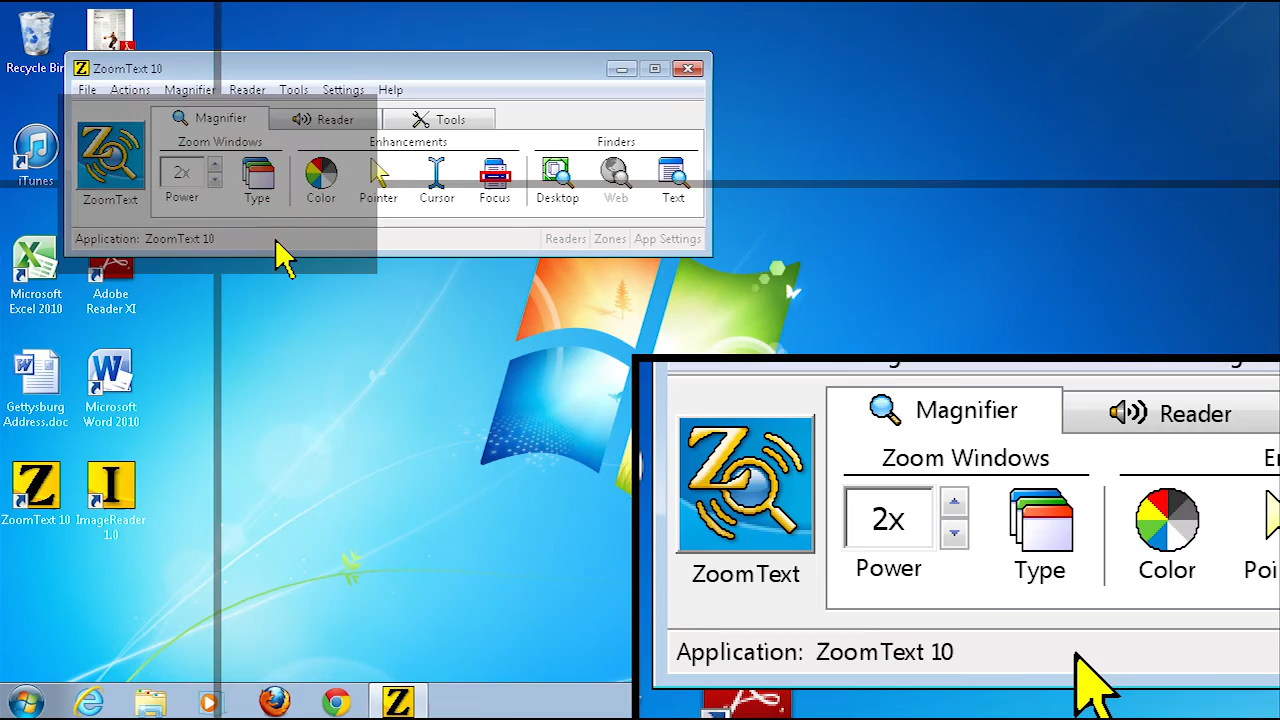 Recycle Bin
ZoomText 10
File Actions Magnifier Reader Tools Settings Help
Magnifier Reader Tools
Zoom Windows Enhancements Finders
2x
ZoomText Power Type Color Pointer Cursor Focus Desktop Web Text
Application: ZoomText 10 Readers Zones App Settings
iTunes
Microsoft
Excel 2010
Adobe
Reader XI
Gettysburg
Address.doc
Microsoft
Word 2010
ZoomText 10
ImageReader
1.0
Magnifier Reader
Zoom Windows
2x
ZoomText Power Type Color
Application: ZoomText 10